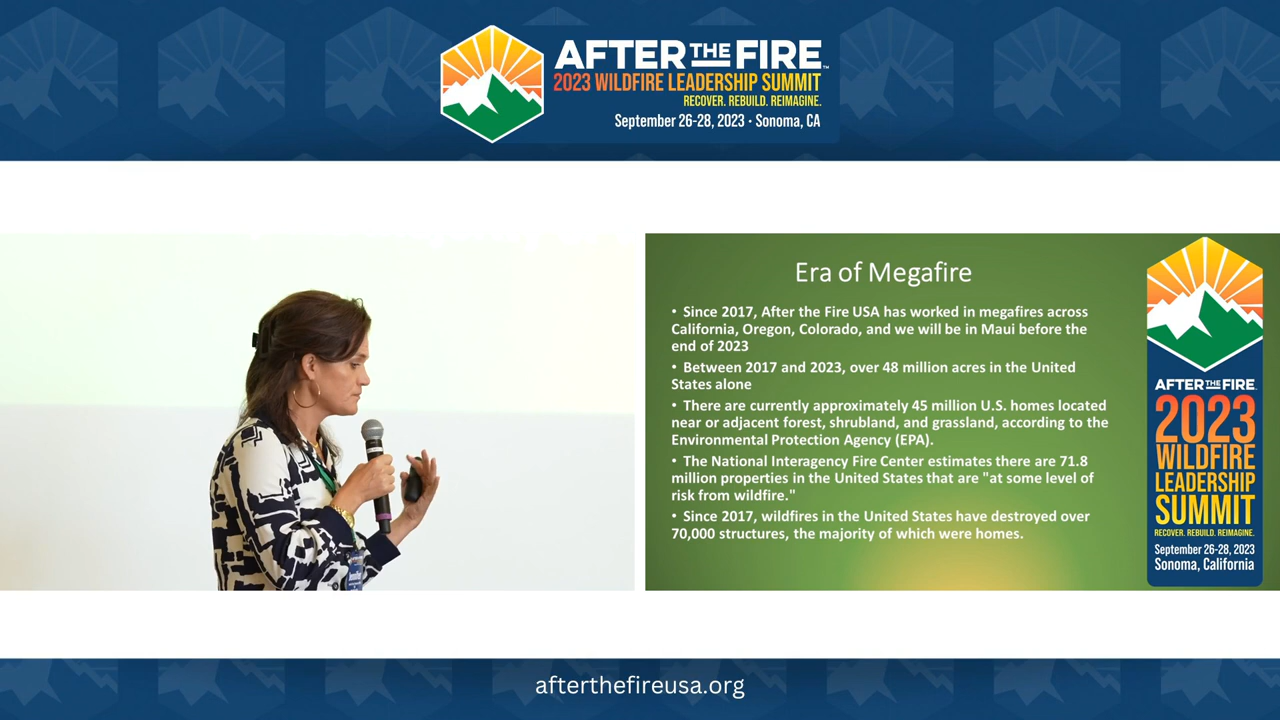 AFTER THE FIRE™
2023 WILDFIRE LEADERSHIP SUMMIT
RECOVER. REBUILD. REIMAGINE.
September 26-28, 2023 • Sonoma, CA
Era of Megafire
• Since 2017, After the Fire USA has worked in megafires across
California, Oregon, Colorado, and we will be in Maui before the
end of 2023
• Between 2017 and 2023, over 48 million acres in the United
States alone
• There are currently approximately 45 million U.S. homes located
near or adjacent forest, shrubland, and grassland, according to the
Environmental Protection Agency (EPA).
• The National Interagency Fire Center estimates there are 71.8
million properties in the United States that are "at some level of
risk from wildfire."
• Since 2017, wildfires in the United States have destroyed over
70,000 structures, the majority of which were homes.
AFTER THE FIRE
2023
WILDFIRE
LEADERSHIP
SUMMIT
RECOVER. REBUILD. REIMAGINE.
September 26-28, 2023
Sonoma, California
afterthefireusa.org